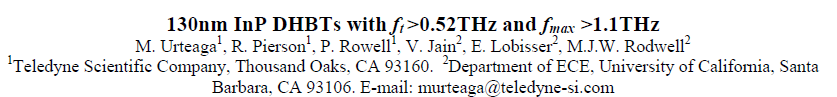 130nm InP DHBTs with ft>0.52THz and fmax >1.1THz
M. Urteaga1, R. Pierson1, P. Rowell1, V. Jain2, E. Lobisser2, M.J.W. Rodwell2
1Teledyne Scientific Company, Thousand Oaks, CA 93160. 2Department of ECE, University of California, Santa
Barbara, CA 93106. E-mail: murteaga@teledyne-si.com